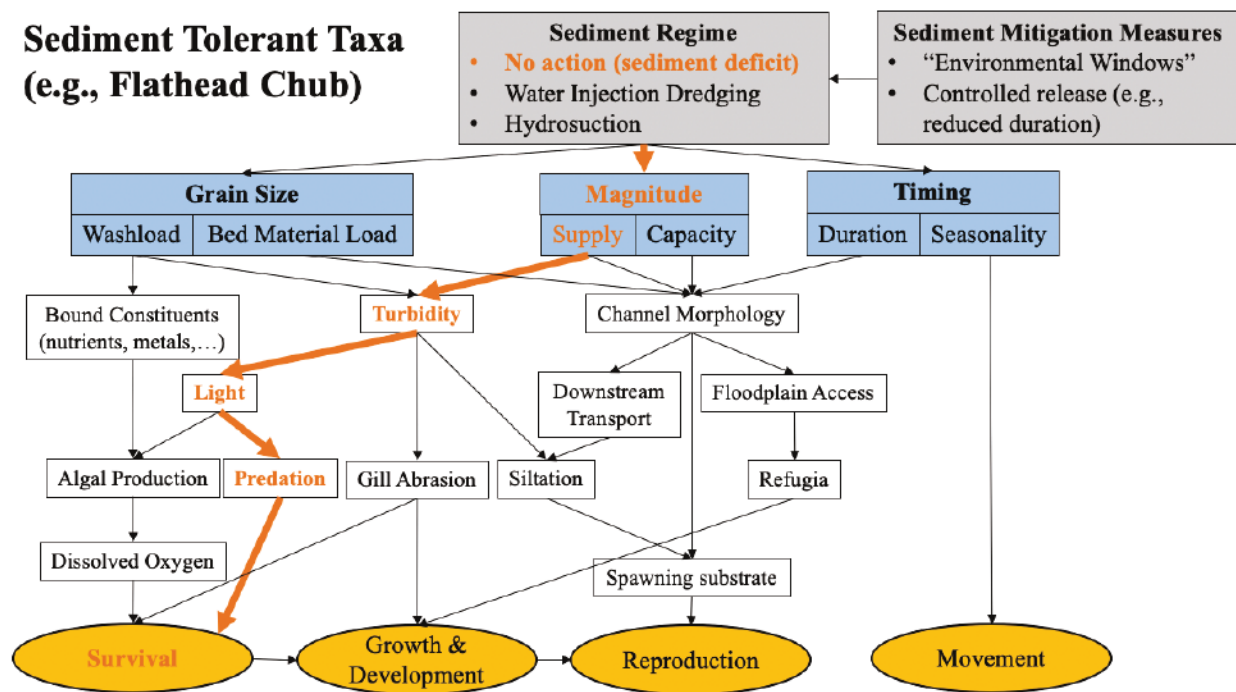 Sediment Tolerant Taxa
(e.g., Flathead Chub)
Sediment Regime
• No action (sediment deficit)
• Water Injection Dredging
• Hydrosuction
Sediment Mitigation Measures
• “Environmental Windows”
• Controlled release (e.g.,
reduced duration)
Grain Size
Washload
Bed Material Load
Magnitude
Supply
Capacity
Timing
Duration
Seasonality
Bound Constituents
(nutrients, metals,…)
Turbidity
Channel Morphology
Light
Downstream
Transport
Floodplain Access
Algal Production
Predation
Gill Abrasion
Siltation
Refugia
Dissolved Oxygen
Spawning substrate
Survival
Growth &
Development
Reproduction
Movement